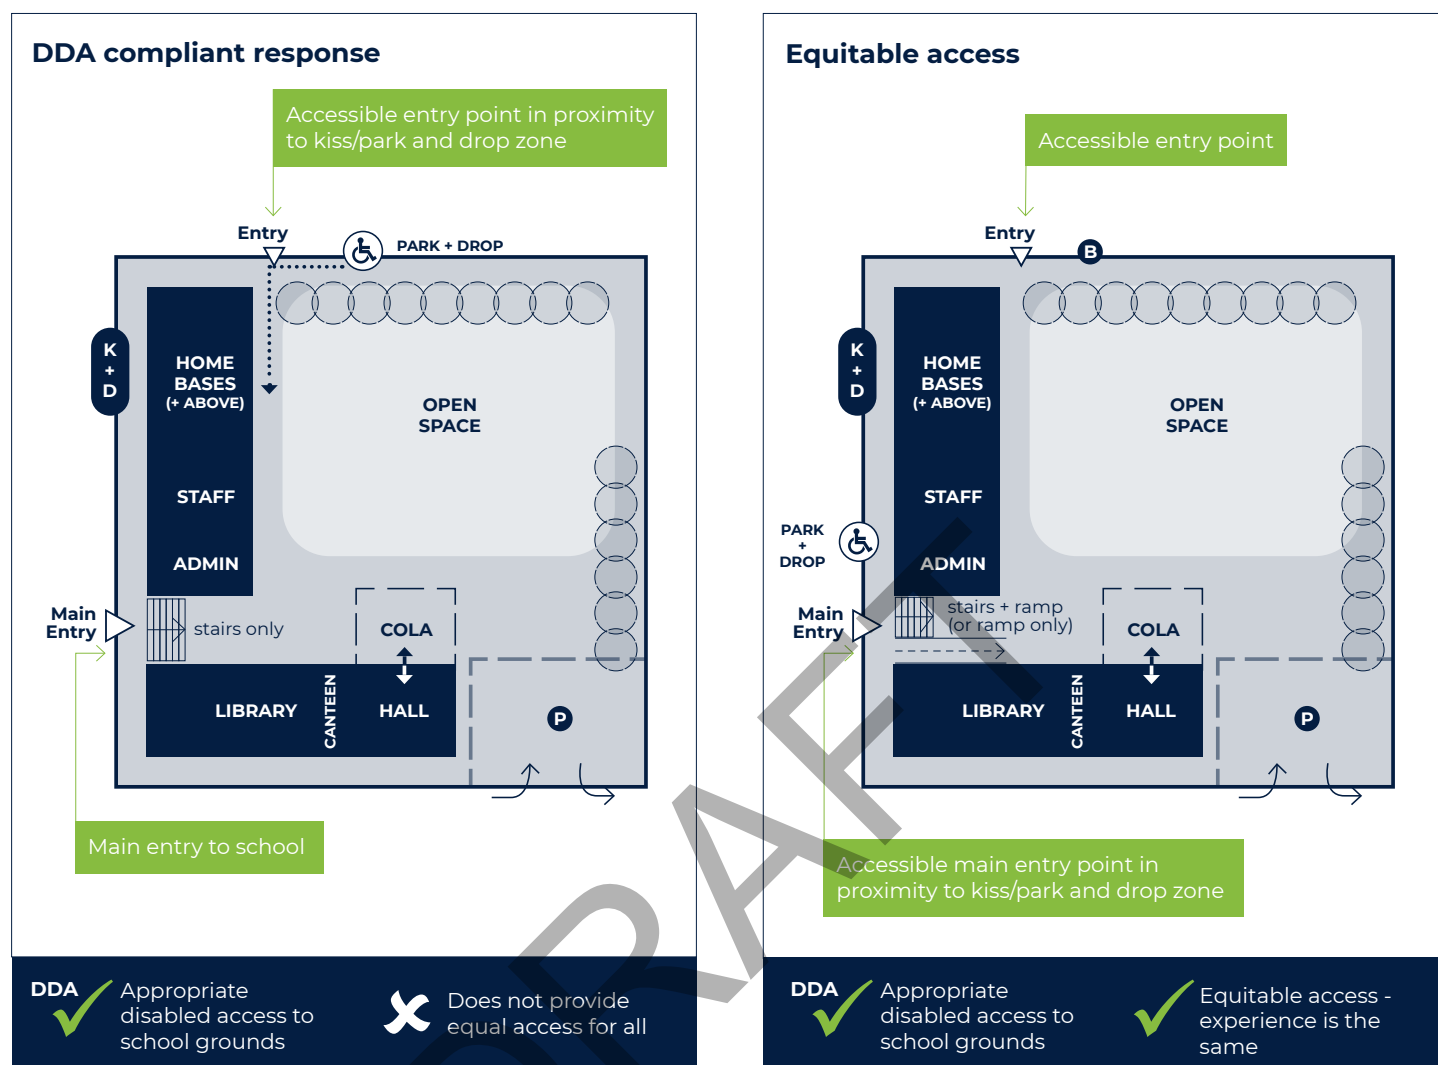 DDA compliant response
Accessible entry point in proximity
to kiss/park and drop zone
Entry
PARK + DROP
K
+
D
HOME
BASES
(+ ABOVE)
OPEN
SPACE
STAFF
ADMIN
Main
Entry
stairs only
COLA
LIBRARY
CANTEEN
HALL
P
Main entry to school
DDA
Appropriate
disabled access to
school grounds
Does not provide
equal access for all
Equitable access
Accessible entry point
Entry
B
K
+
D
HOME
BASES
(+ ABOVE)
OPEN
SPACE
STAFF
PARK
+
DROP
ADMIN
Main
Entry
stairs + ramp
(or ramp only)
COLA
LIBRARY
CANTEEN
HALL
P
Accessible main entry point in
proximity to kiss/park and drop zone
DDA
Appropriate
disabled access to
school grounds
Equitable access -
experience is the
same
DRAFT